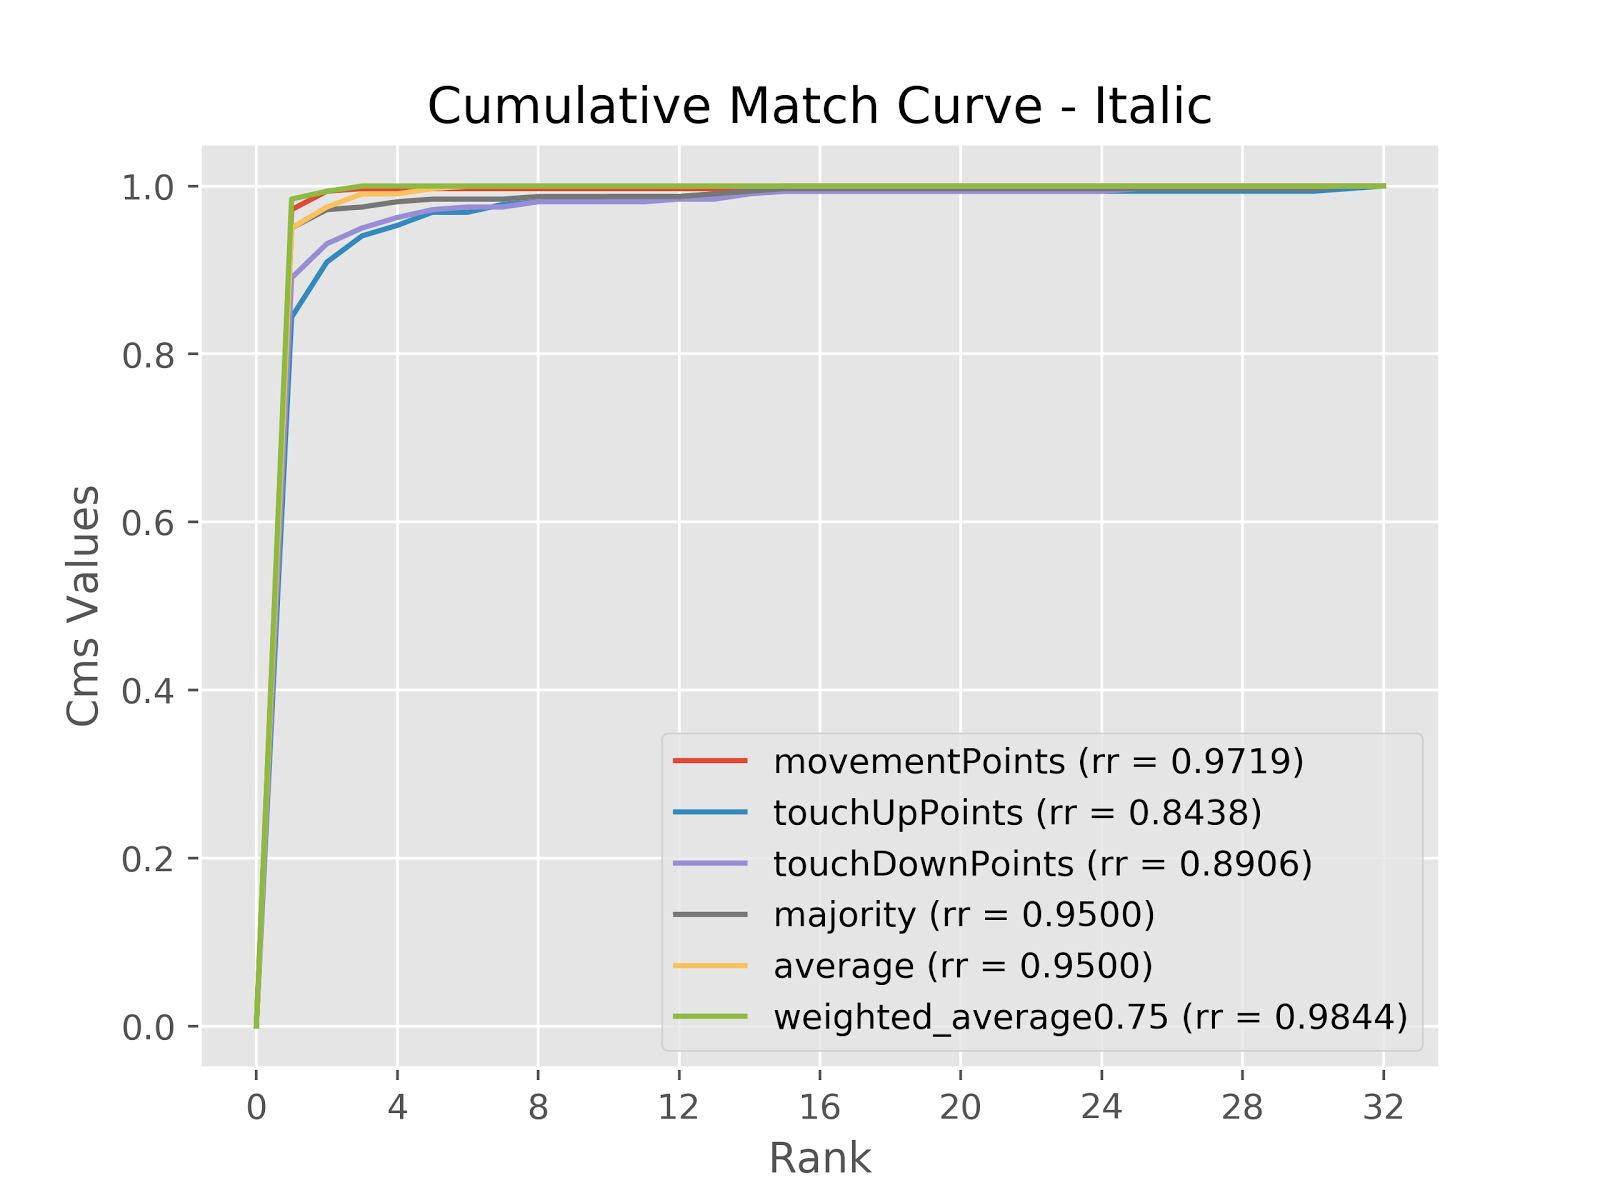 Cumulative Match Curve - Italic
1.0
0.8
0.6
0.4
0.2
0.0
Cms Values
movementPoints (rr = 0.9719)
touchUpPoints (rr = 0.8438)
touchDownPoints (rr = 0.8906)
majority (rr = 0.9500)
average (rr = 0.9500)
weighted_average0.75 (rr = 0.9844)
0 4 8 12 16 20 24 28 32
Rank